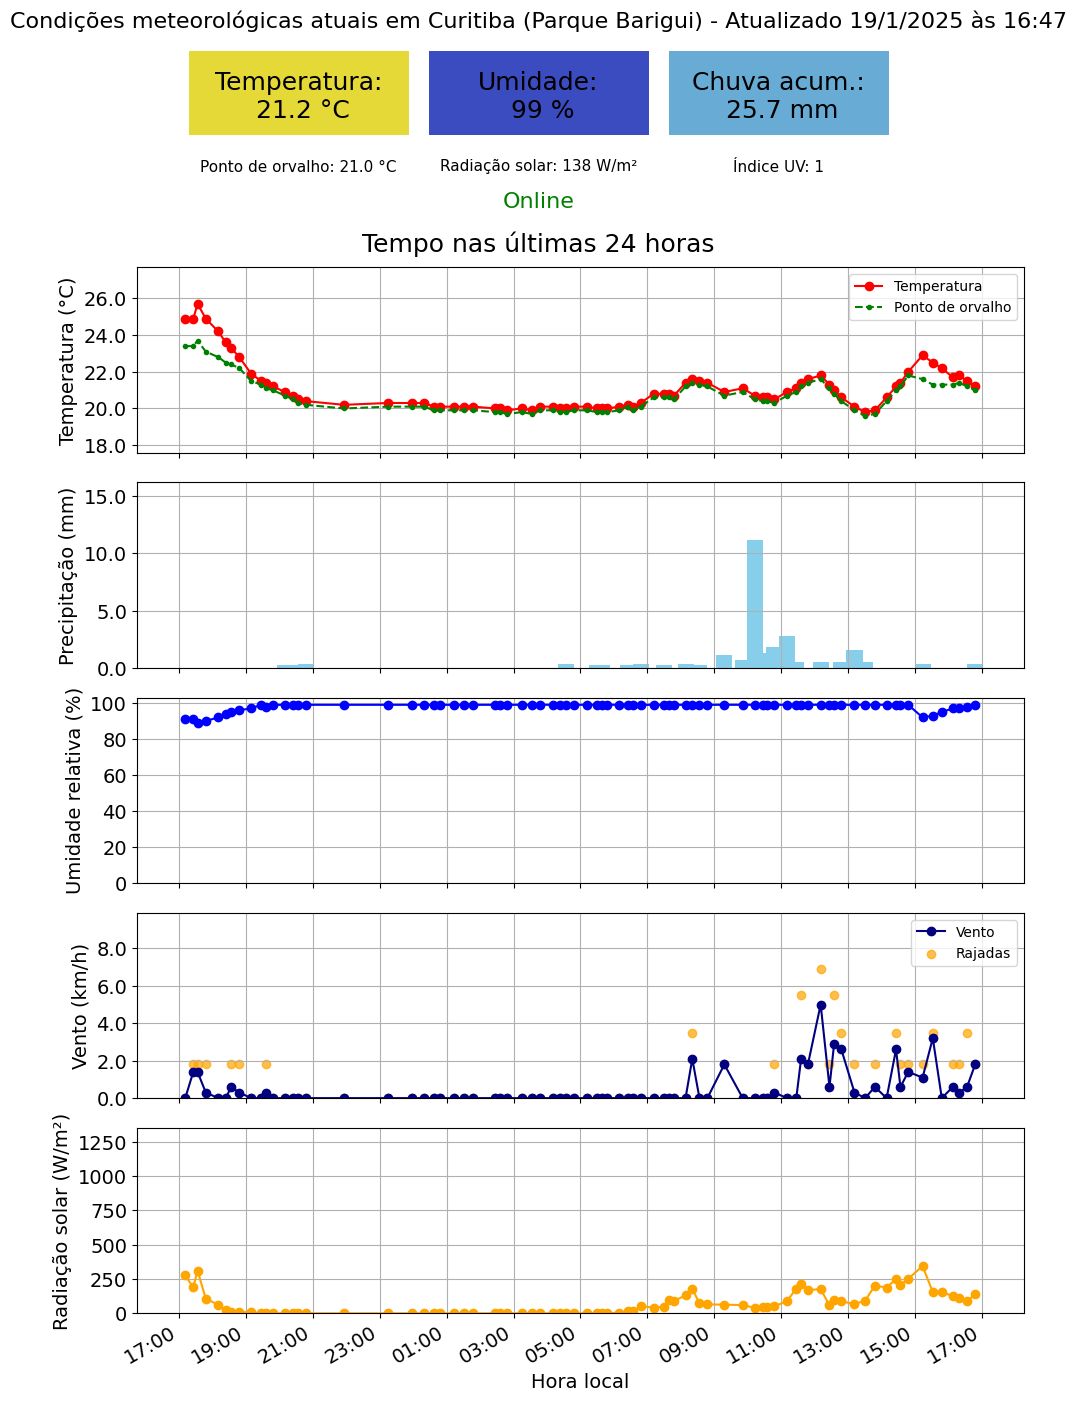 Condições meteorológicas atuais em Curitiba (Parque Barigui) - Atualizado 19/1/2025 às 16:47
Temperatura:
21.2 °C
Umidade:
99 %
Chuva acum.:
25.7 mm
Ponto de orvalho: 21.0 °C
Radiação solar: 138 W/m²
Índice UV: 1
Online
Tempo nas últimas 24 horas
Temperatura (°C)
26.0
24.0
22.0
20.0
18.0
Temperatura
Ponto de orvalho
Precipitação (mm)
15.0
10.0
5.0
0.0
Umidade relativa (%)
100
80
60
40
20
0
Vento (km/h)
8.0
6.0
4.0
2.0
0.0
Vento
Rajadas
Radiação solar (W/m²)
1250
1000
750
500
250
0
17:00
19:00
21:00
23:00
01:00
03:00
05:00
07:00
09:00
11:00
13:00
15:00
17:00
Hora local